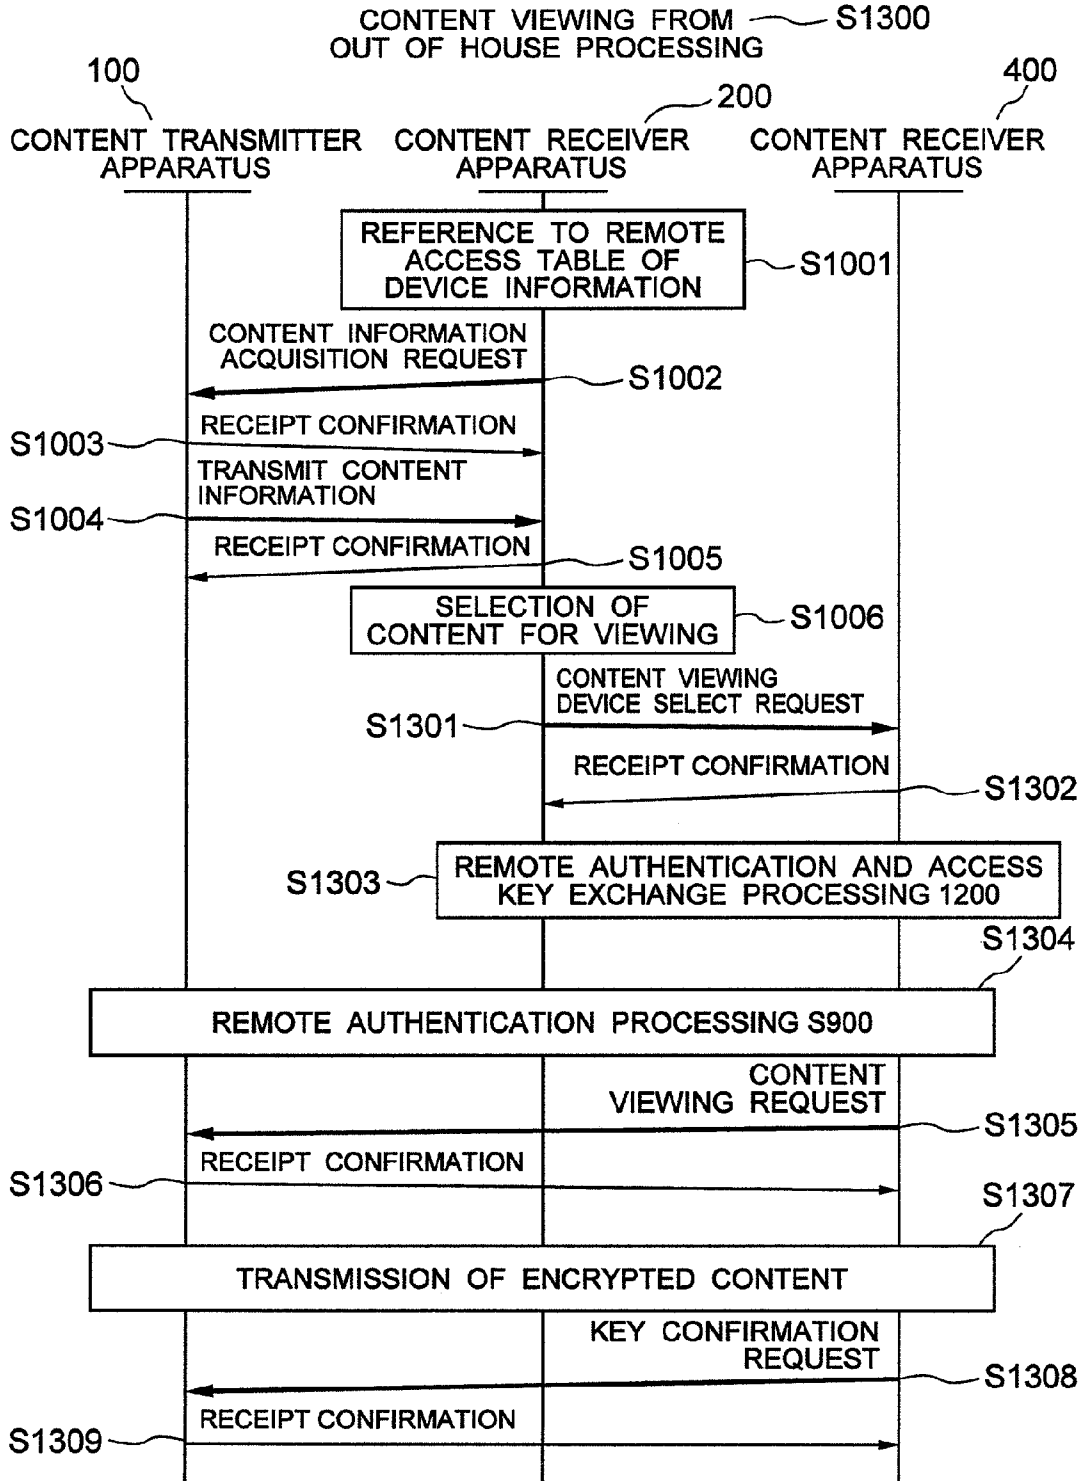 CONTENT VIEWING FROM
OUT OF HOUSE PROCESSING
S1300
100
200
400
CONTENT TRANSMITTER
APPARATUS
CONTENT RECEIVER
APPARATUS
CONTENT RECEIVER
APPARATUS
REFERENCE TO REMOTE
ACCESS TABLE OF
DEVICE INFORMATION
S1001
CONTENT INFORMATION
ACQUISITION REQUEST
S1002
RECEIPT CONFIRMATION
S1003
TRANSMIT CONTENT
INFORMATION
S1004
RECEIPT CONFIRMATION
S1005
SELECTION OF
CONTENT FOR VIEWING
S1006
CONTENT VIEWING
DEVICE SELECT REQUEST
S1301
RECEIPT CONFIRMATION
S1302
REMOTE AUTHENTICATION AND ACCESS
KEY EXCHANGE PROCESSING 1200
S1303
S1304
REMOTE AUTHENTICATION PROCESSING S900
CONTENT
VIEWING REQUEST
S1305
RECEIPT CONFIRMATION
S1306
S1307
TRANSMISSION OF ENCRYPTED CONTENT
KEY CONFIRMATION
REQUEST
S1308
RECEIPT CONFIRMATION
S1309